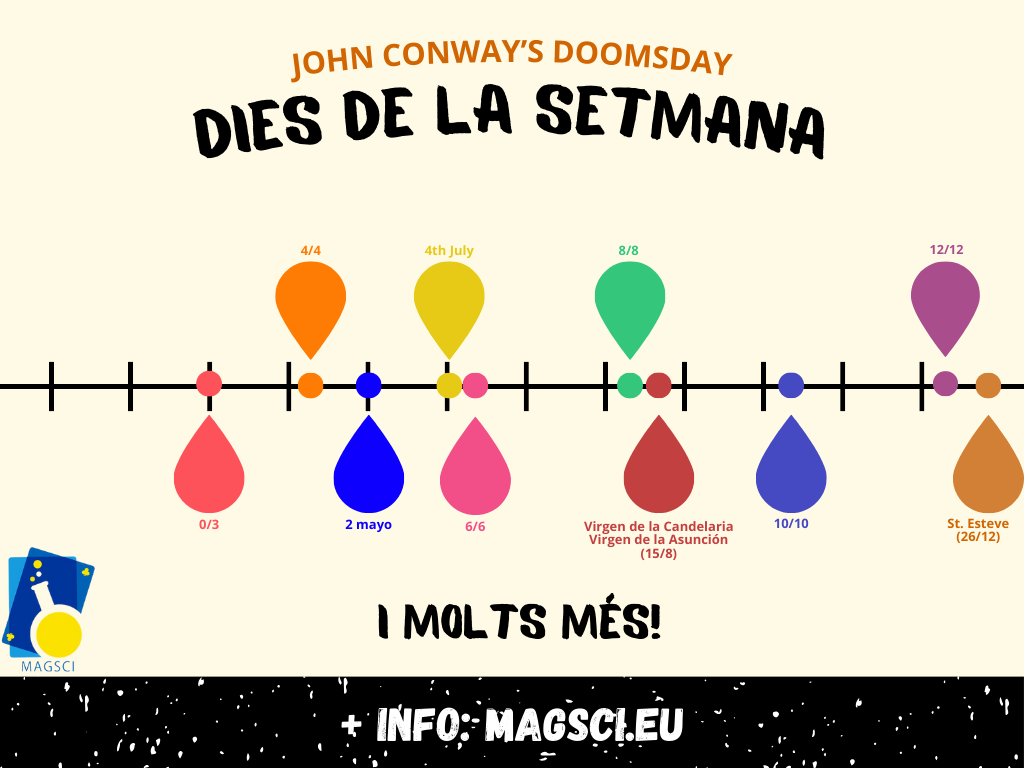 JOHN CONWAY’S DOOMSDAY
DIES DE LA SETMANA
4/4
4th July
8/8
12/12
0/3
2 mayo
6/6
Virgen de la Candelaria
Virgen de la Asunción
(15/8)
10/10
St. Esteve
(26/12)
I MOLTS MÉS!
MAGSCI
+ INFO: MAGSCI.EU